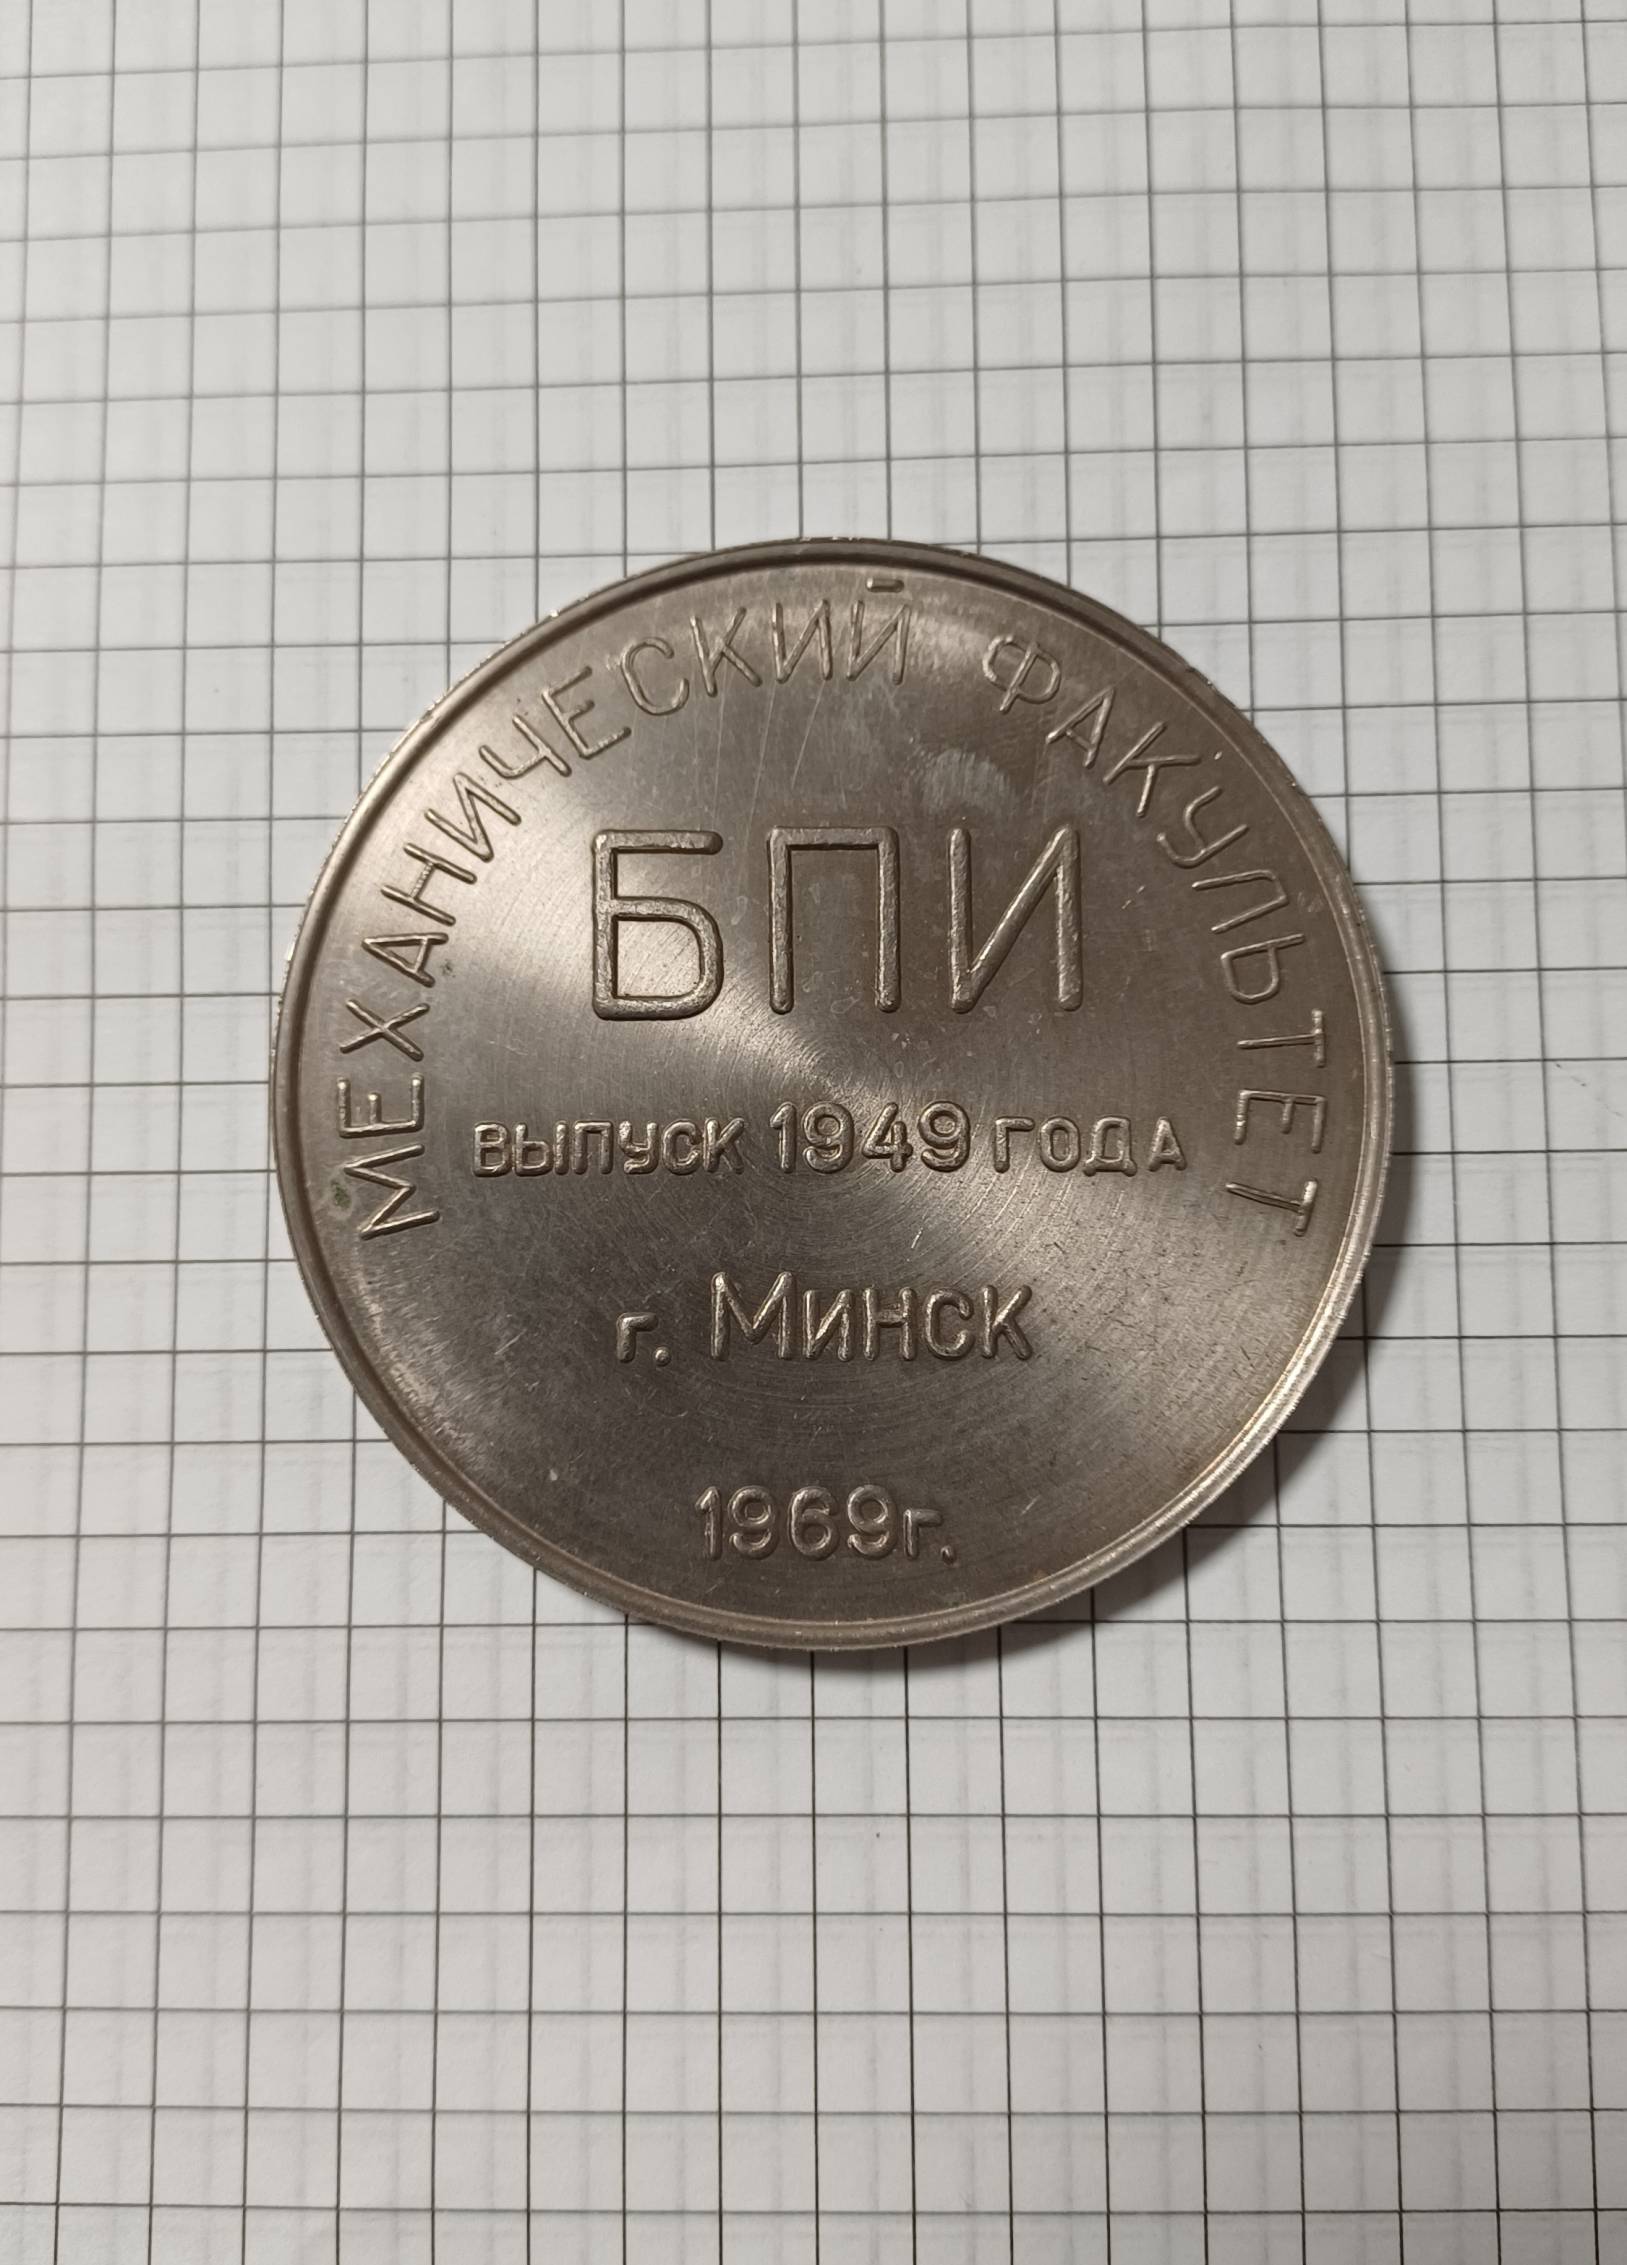 МЕХАНИЧЕСКИЙ ФАКУЛЬТЕТ
БПИ
ВЫПУСК 1949 ГОДА
г. МИНСК
1969г.